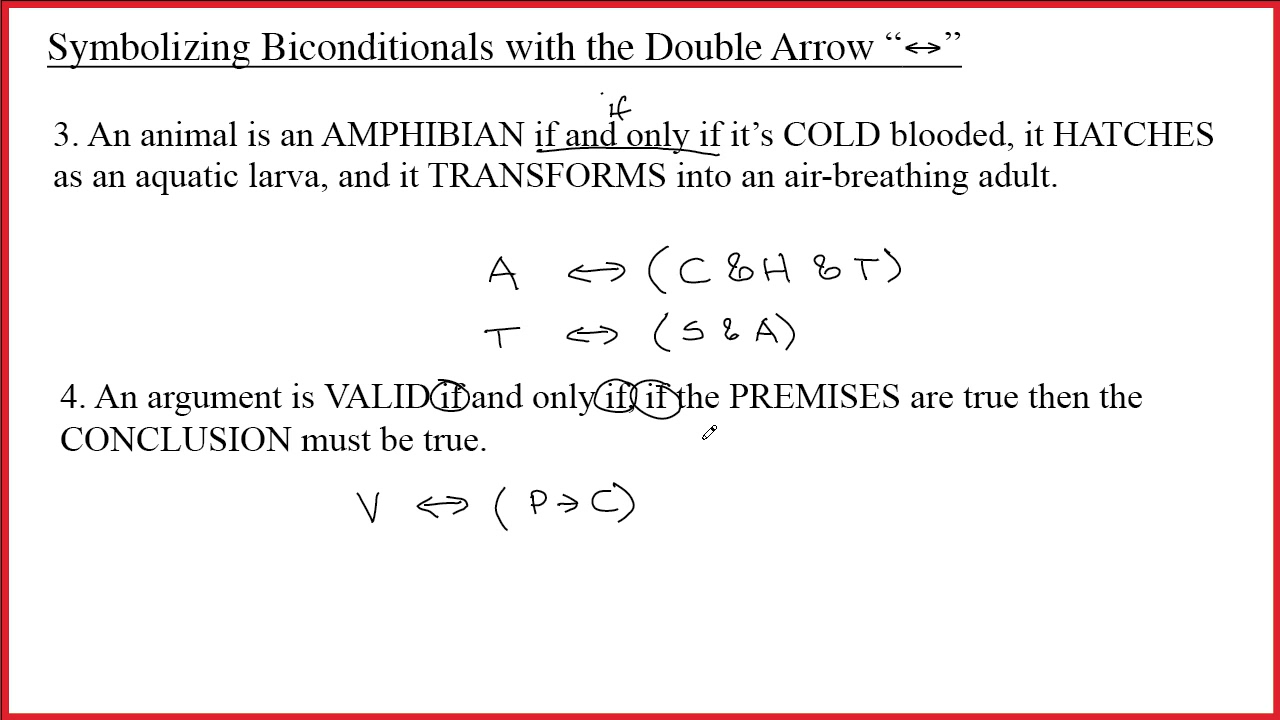 Symbolizing Biconditionals with the Double Arrow “↔”
if
3. An animal is an AMPHIBIAN if and only if it’s COLD blooded, it HATCHES
as an aquatic larva, and it TRANSFORMS into an air-breathing adult.
A ↔ (C & H & T)
T ↔ (S & A)
4. An argument is VALID if and only if, if the PREMISES are true then the
CONCLUSION must be true.
V ↔ (P → C)